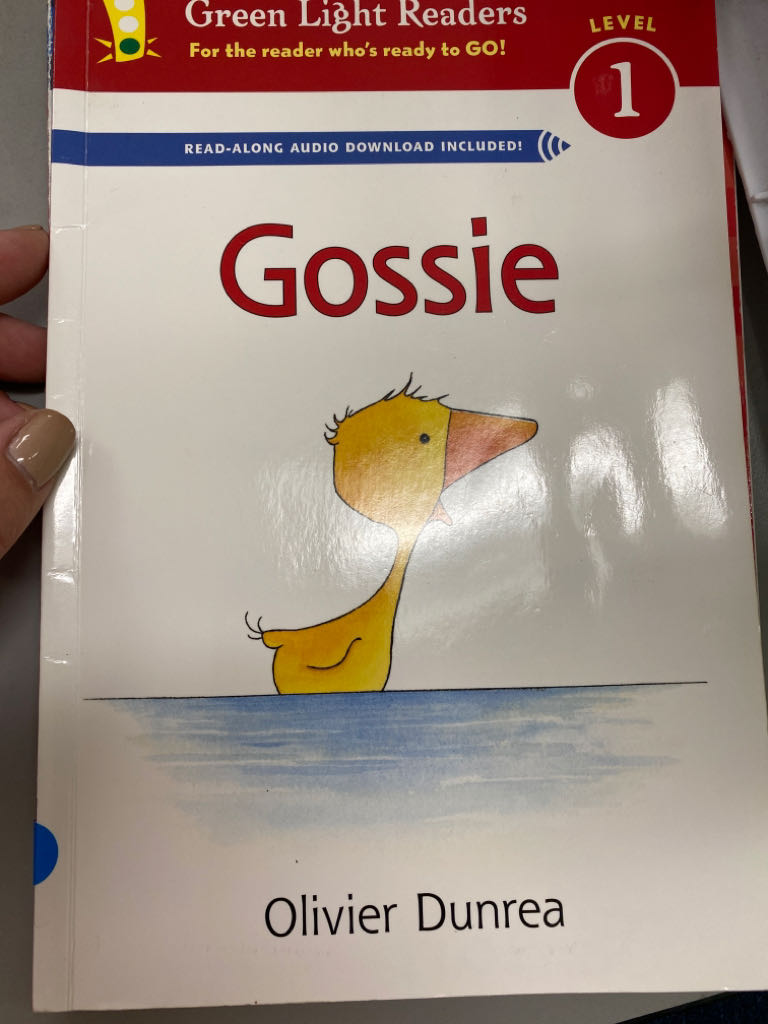 Green Light Readers
For the reader who's ready to GO!
LEVEL
1
READ-ALONG AUDIO DOWNLOAD INCLUDED!
Gossie
Olivier Dunrea